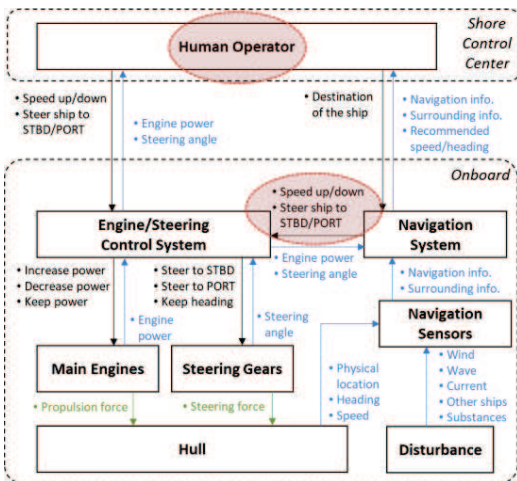 Shore
Control
Center
Human Operator
• Speed up/down
• Steer ship to
STBD/PORT
• Engine power
• Steering angle
• Destination
of the ship
• Navigation info.
• Surrounding info.
• Recommended
speed/heading
Onboard
• Speed up/down
• Steer ship to
STBD/PORT
Engine/Steering
Control System
Navigation
System
• Engine power
• Steering angle
• Increase power
• Decrease power
• Keep power
• Engine
power
• Steer to STBD
• Steer to PORT
• Keep heading
• Steering
angle
• Navigation info.
• Surrounding info.
Navigation
Sensors
Main Engines
Steering Gears
• Physical
location
• Heading
• Speed
• Wind
• Wave
• Current
• Other ships
• Substances
• Propulsion force
• Steering force
Hull
Disturbance